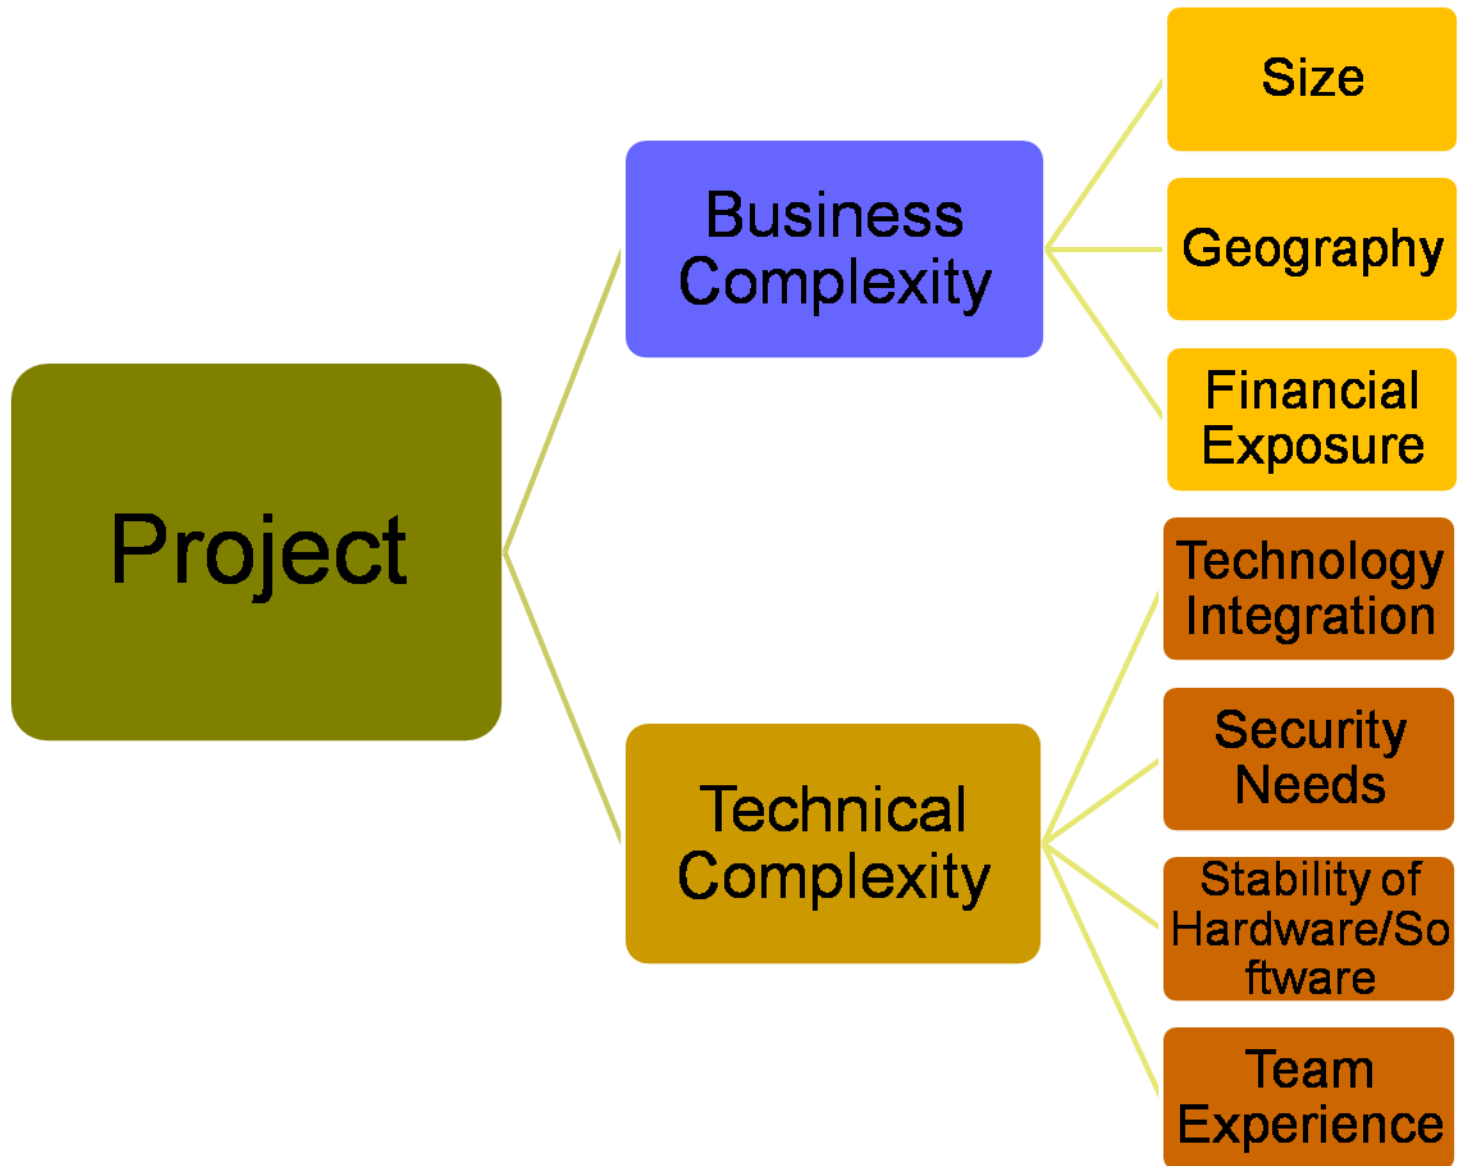 Project
Business
Complexity
Size
Geography
Financial
Exposure
Technical
Complexity
Technology
Integration
Security
Needs
Stability of
Hardware/So
ftware
Team
Experience